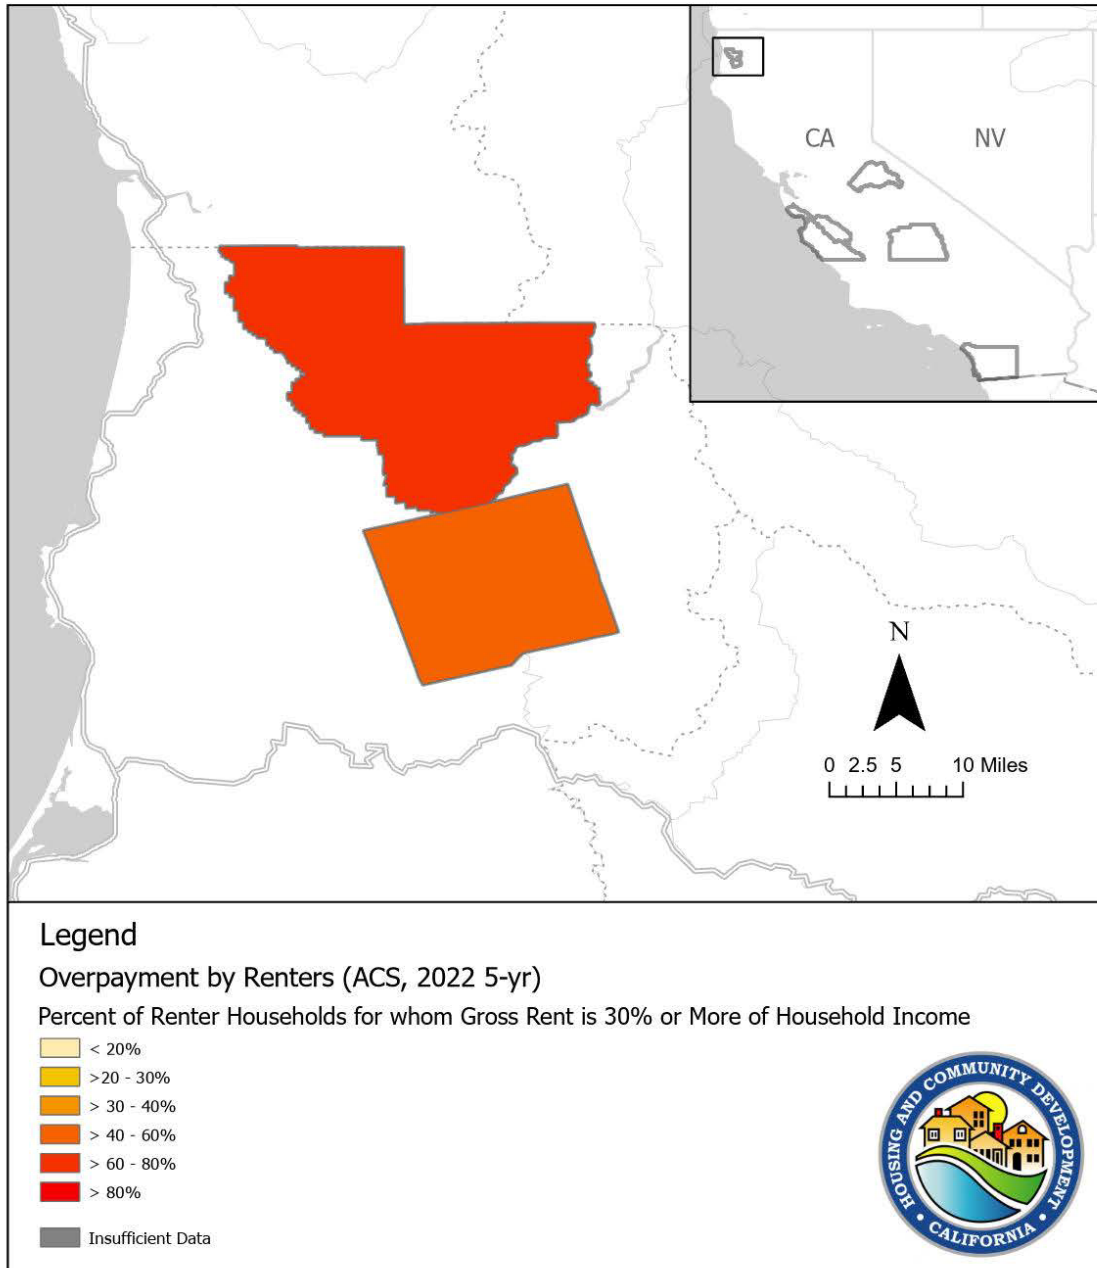 CA
NV
N
0 2.5 5 10 Miles
Legend
Overpayment by Renters (ACS, 2022 5-yr)
Percent of Renter Households for whom Gross Rent is 30% or More of Household Income
< 20%
>20 - 30%
> 30 - 40%
> 40 - 60%
> 60 - 80%
> 80%
Insufficient Data
HOUSING AND COMMUNITY DEVELOPMENT
• CALIFORNIA •